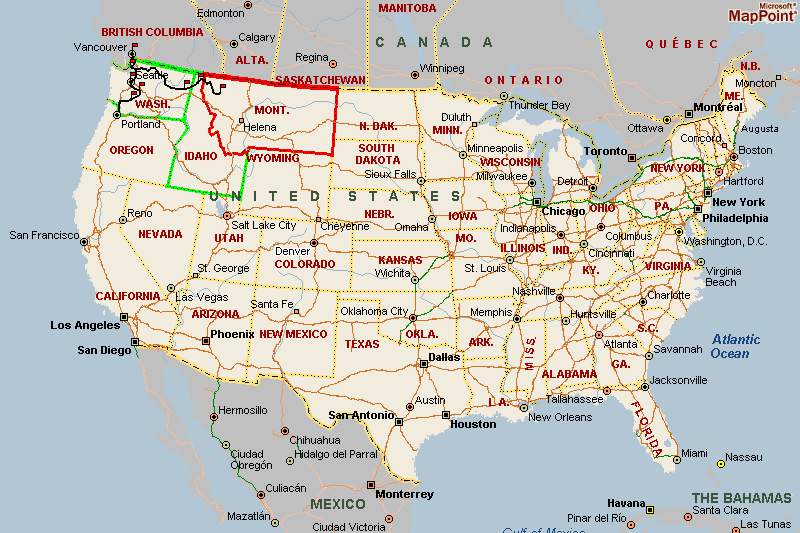 MANITOBA
Microsoft®
MapPoint®
Edmonton
BRITISH COLUMBIA
Calgary
Vancouver
CANADA
QUÉBEC
ALTA.
Regina
Winnipeg
N.B.
SASKATCHEWAN
ONTARIO
Moncton
Seattle
Thunder Bay
ME.
WASH.
MONT.
Montréal
Portland
Helena
N. DAK.
Duluth
MINN.
Ottawa
Augusta
Concord
OREGON
IDAHO
WYOMING
SOUTH
DAKOTA
Minneapolis
WISCONSIN
Toronto
Boston
Sioux Falls
Milwaukee
Detroit
NEW YORK
Hartford
UNITED STATES
Chicago
PA.
New York
Philadelphia
Reno
Salt Lake City
Cheyenne
NEBR.
Omaha
IOWA
OHIO
San Francisco
NEVADA
UTAH
Denver
COLORADO
MO.
ILLINOIS
Indianapolis
IND.
Columbus
Washington, D.C.
Cincinnati
St. George
KANSAS
Wichita
St. Louis
KY.
VIRGINIA
Virginia
Beach
CALIFORNIA
Las Vegas
Santa Fe
Nashville
Charlotte
Los Angeles
ARIZONA
Oklahoma City
Memphis
Huntsville
San Diego
Phoenix
NEW MEXICO
TEXAS
OKLA.
ARK.
MISS.
S.C.
Atlanta
Savannah
Atlantic
Ocean
Dallas
ALABAMA
GA.
Jacksonville
Hermosillo
Austin
LA.
Tallahassee
San Antonio
Houston
New Orleans
FLORIDA
Chihuahua
Ciudad
Obregón
Hidalgo del Parral
Miami
Nassau
Culiacán
Monterrey
MEXICO
Havana
THE BAHAMAS
Mazatlán
Ciudad Victoria
Pinar del Río
Santa Clara
Las Tunas
Gulf of Mexico